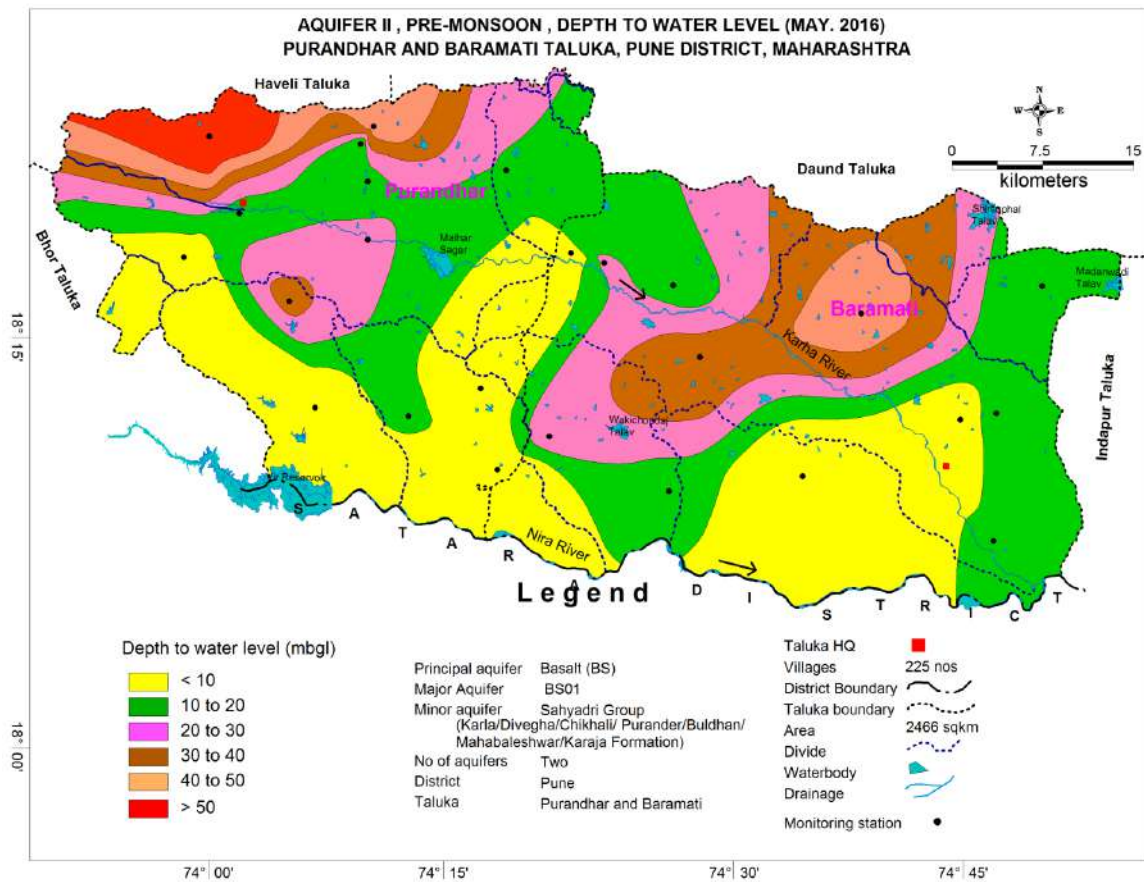 AQUIFER II , PRE-MONSOON , DEPTH TO WATER LEVEL (MAY. 2016)
PURANDHAR AND BARAMATI TALUKA, PUNE DISTRICT, MAHARASHTRA
Haveli Taluka
N
W E
S
0 7.5 15
kilometers
Daund Taluka
Purandhar
Shirsuphal
Talav
Malhar
Sagar
Bhor Taluka
Madanwadi
Talav
Baramati
18° 15'
Karha River
Indapur Taluka
Talav
Vir Reservoir
Nira River
S A T A R A D I S T R I C T
Legend
Depth to water level (mbgl)
< 10
10 to 20
20 to 30
30 to 40
40 to 50
> 50
Principal aquifer Basalt (BS)
Major Aquifer BS01
Minor aquifer Sahyadri Group
(Karla/Divegha/Chikhali/ Purander/Buldhan/
Mahabaleshwar/Karaja Formation)
No of aquifers Two
District Pune
Taluka Purandhar and Baramati
Taluka HQ
Villages 225 nos
District Boundary
Taluka boundary
Area 2466 sqkm
Divide
Waterbody
Drainage
Monitoring station
18° 00'
74° 00' 74° 15' 74° 30' 74° 45'